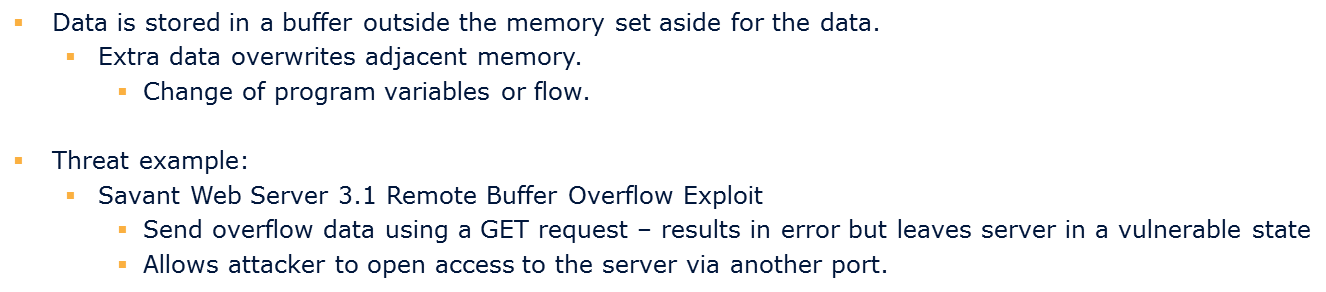 Data is stored in a buffer outside the memory set aside for the data.
Extra data overwrites adjacent memory.
Change of program variables or flow.
Threat example:
Savant Web Server 3.1 Remote Buffer Overflow Exploit
Send overflow data using a GET request – results in error but leaves server in a vulnerable state
Allows attacker to open access to the server via another port.